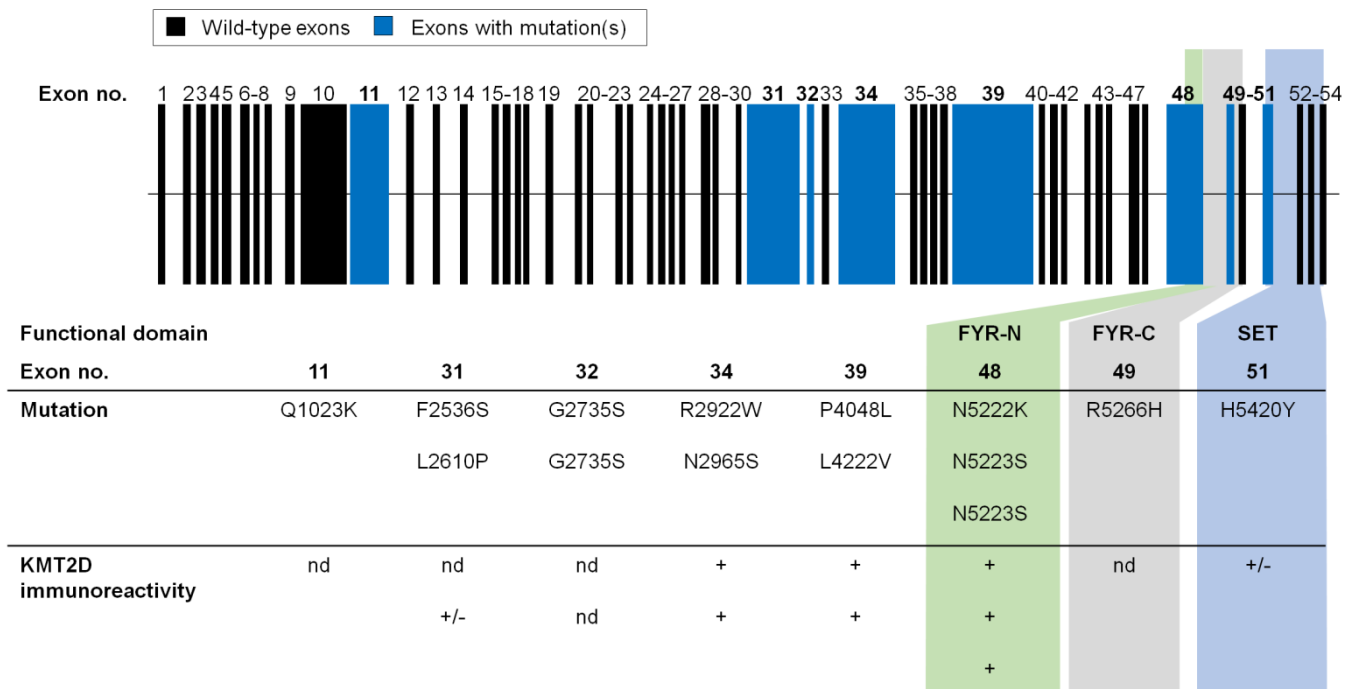 Wild-type exons Exons with mutation(s)
Exon no. 1 23 45 6-8 9 10 11 12 13 14 15-18 19 20-23 24-27 28-30 31 32 33 34 35-38 39 40-42 43-47 48 49-51 52-54
Functional domain FYR-N FYR-C SET
Exon no. 11 31 32 34 39 48 49 51
Mutation Q1023K F2536S G2735S R2922W P4048L N5222K R5266H H5420Y
L2610P G2735S N2965S L4222V N5223S
N5223S
KMT2D nd nd nd + + + nd +/-
immunoreactivity
+/- nd + + +
+